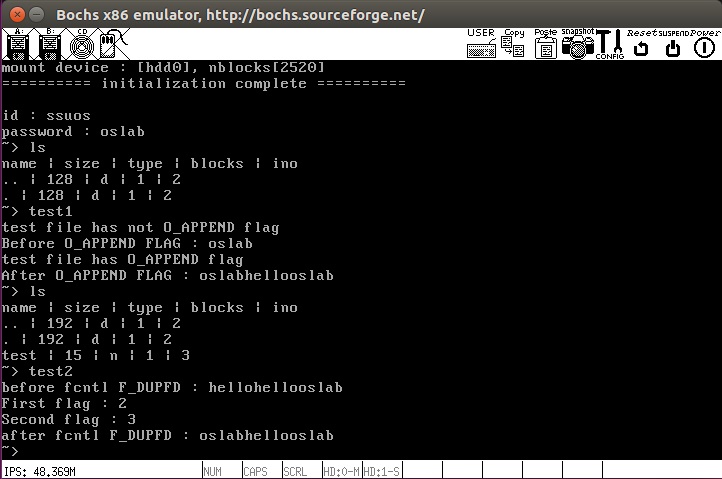 Bochs x86 emulator, http://bochs.sourceforge.net/
A: B: CD USER Copy Paste snapshot CONFIG Reset SUSPEND Power
mount device : [hdd0], nblocks[2520]
========== initialization complete ==========
id : ssuos
password : oslab
~> ls
name | size | type | blocks | ino
.. | 128 | d | 1 | 2
. | 128 | d | 1 | 2
~> test1
test file has not O_APPEND flag
Before O_APPEND FLAG : oslab
test file has O_APPEND flag
After O_APPEND FLAG : oslabhellooslab
~> ls
name | size | type | blocks | ino
.. | 192 | d | 1 | 2
. | 192 | d | 1 | 2
test | 15 | n | 1 | 3
~> test2
before fcntl F_DUPFD : hellohellooslab
First flag : 2
Second flag : 3
after fcntl F_DUPFD : oslabhellooslab
~>
IPS: 48.369M NUM CAPS SCRL HD:0-M HD:1-S